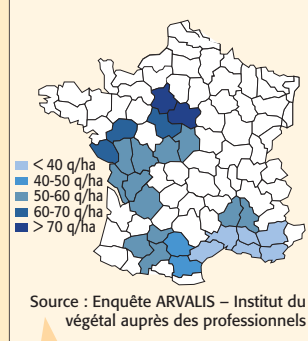 < 40 q/ha
40-50 q/ha
50-60 q/ha
60-70 q/ha
> 70 q/ha
Source : Enquête ARVALIS – Institut du
végétal auprès des professionnels